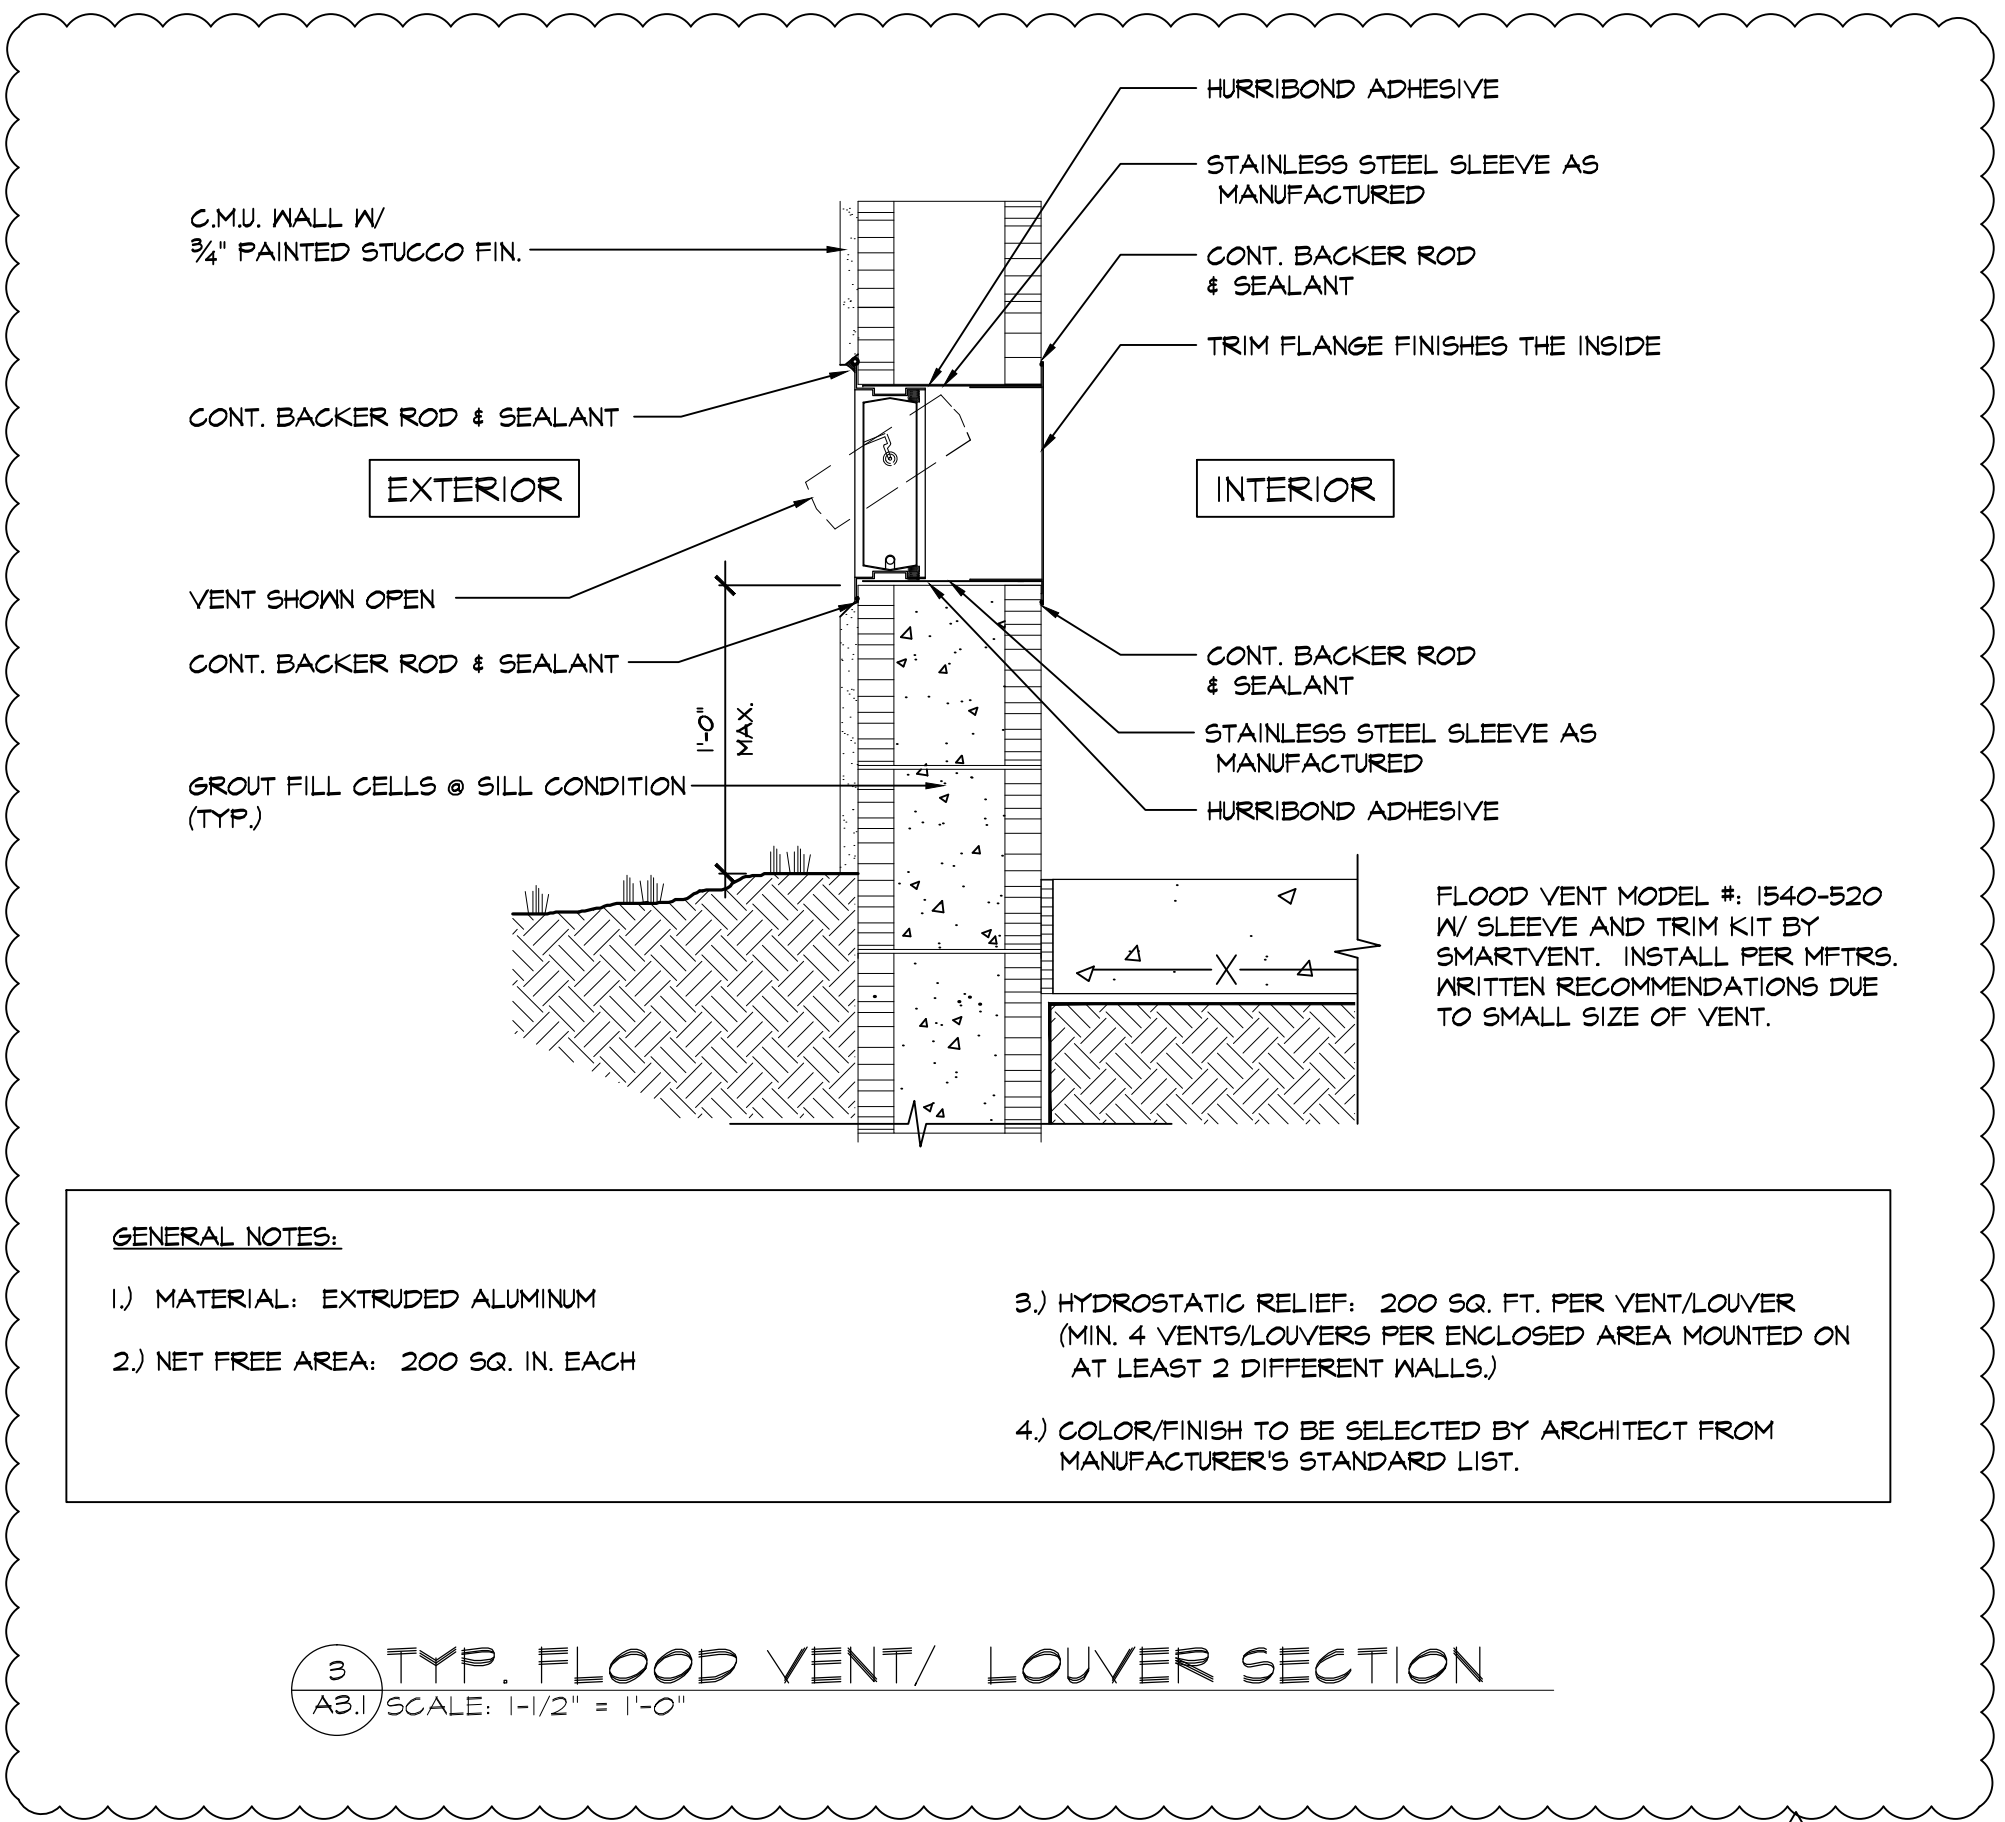 HURRIBOND ADHESIVE
STAINLESS STEEL SLEEVE AS
MANUFACTURED
C.M.U. WALL W/
¾" PAINTED STUCCO FIN.
CONT. BACKER ROD
& SEALANT
TRIM FLANGE FINISHES THE INSIDE
CONT. BACKER ROD & SEALANT
EXTERIOR
INTERIOR
VENT SHOWN OPEN
CONT. BACKER ROD & SEALANT
CONT. BACKER ROD
& SEALANT
1'-0"
MAX.
STAINLESS STEEL SLEEVE AS
MANUFACTURED
GROUT FILL CELLS @ SILL CONDITION
(TYP.)
HURRIBOND ADHESIVE
FLOOD VENT MODEL #: 1540-520
W/ SLEEVE AND TRIM KIT BY
SMARTVENT. INSTALL PER MFTRS.
WRITTEN RECOMMENDATIONS DUE
TO SMALL SIZE OF VENT.
X
GENERAL NOTES:
1.) MATERIAL: EXTRUDED ALUMINUM
2.) NET FREE AREA: 200 SQ. IN. EACH
3.) HYDROSTATIC RELIEF: 200 SQ. FT. PER VENT/LOUVER
(MIN. 4 VENTS/LOUVERS PER ENCLOSED AREA MOUNTED ON
AT LEAST 2 DIFFERENT WALLS.)
4.) COLOR/FINISH TO BE SELECTED BY ARCHITECT FROM
MANUFACTURER'S STANDARD LIST.
3
A3.1
TYP. FLOOD VENT/ LOUVER SECTION
SCALE: 1-1/2" = 1'-0"